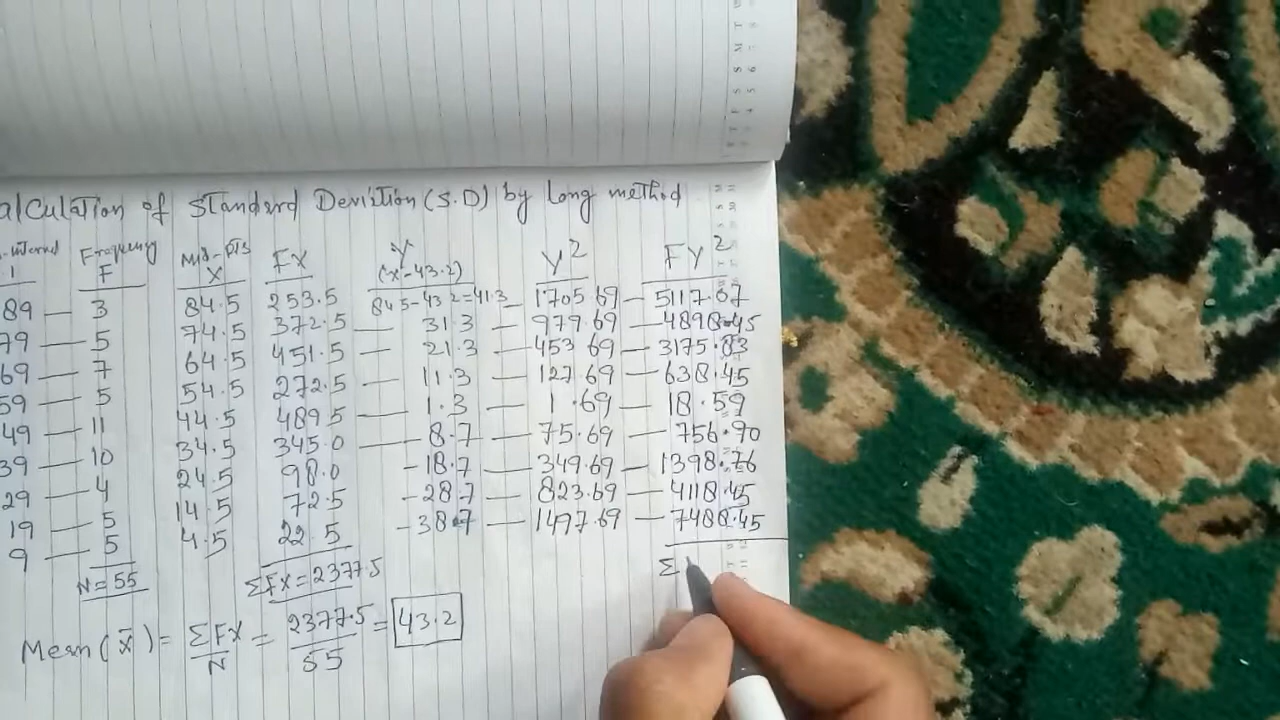 alculation of Standard Devistion (S.D) by Long method
Frequency Mid-pts FX Y Y² FY²
F X (x-43.2)
89 — 3 84.5 253.5 84.5-43.2=41.3 — 1705.69 — 5117.07
79 — 5 74.5 372.5 — 31.3 — 979.69 — 4898.45
69 — 7 64.5 451.5 — 21.3 — 453.69 — 3175.83
59 — 5 54.5 272.5 — 11.3 — 127.69 — 638.45
49 — 11 44.5 489.5 — 1.3 — 1.69 — 18.59
39 — 10 34.5 345.0 — 8.7 — 75.69 — 756.90
29 — 4 24.5 98.0 -18.7 — 349.69 — 1398.76
19 — 5 14.5 72.5 -28.7 — 823.69 — 4118.45
9 — 5 4.5 22.5 -38.7 — 1497.69 — 7488.45
N=55 ΣFX=2377.5 Σ
Mean (x̄) = ΣFX/N = 2377.5/55 = 43.2